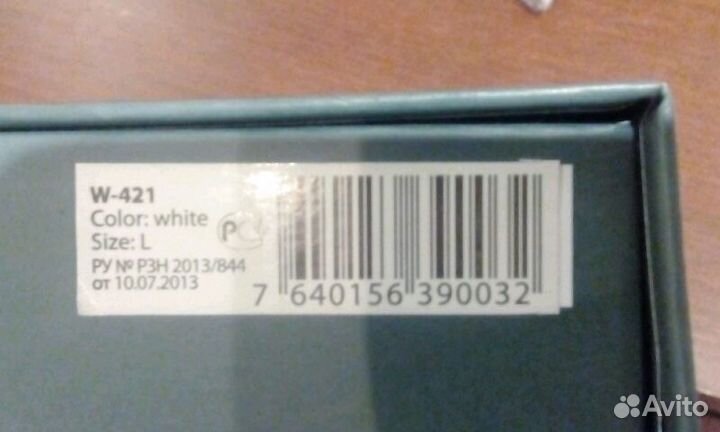 W-421
Color: white
Size: L
РУ № РЗН 2013/844
от 10.07.2013
7 640156 390032
Avito